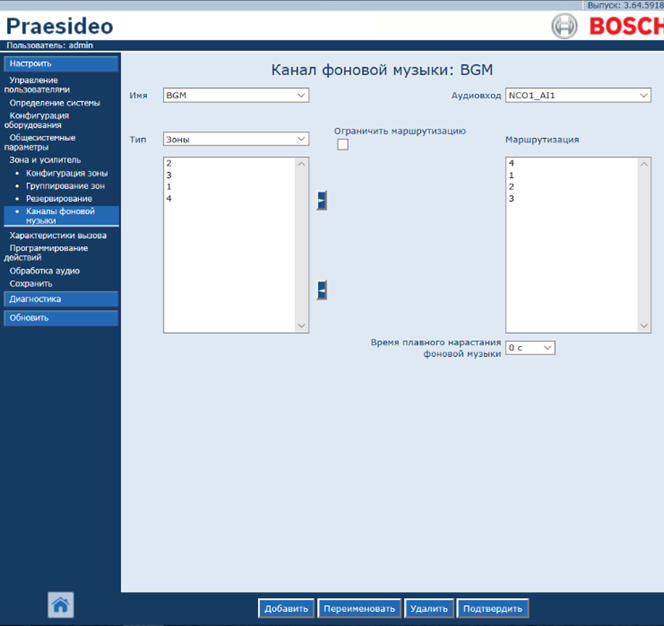 Выпуск: 3.64.5918
Praesideo
BOSCH
Пользователь: admin
Настроить
Управление
пользователями
Определение системы
Конфигурация
оборудования
Общесистемные
параметры
Зона и усилитель
• Конфигурация зоны
• Группирование зон
• Резервирование
• Каналы фоновой
музыки
Характеристики вызова
Программирование
действий
Обработка аудио
Сохранить
Диагностика
Обновить
Канал фоновой музыки: BGM
Имя BGM Аудиовход NCO1_AI1
Тип Зоны Ограничить маршрутизацию Маршрутизация
2
3
1
4
4
1
2
3
Время плавного нарастания
фоновой музыки 0 с
Добавить Переименовать Удалить Подтвердить